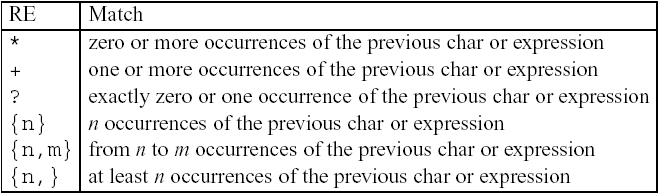 RE Match
* zero or more occurrences of the previous char or expression
+ one or more occurrences of the previous char or expression
? exactly zero or one occurrence of the previous char or expression
{n} n occurrences of the previous char or expression
{n,m} from n to m occurrences of the previous char or expression
{n,} at least n occurrences of the previous char or expression